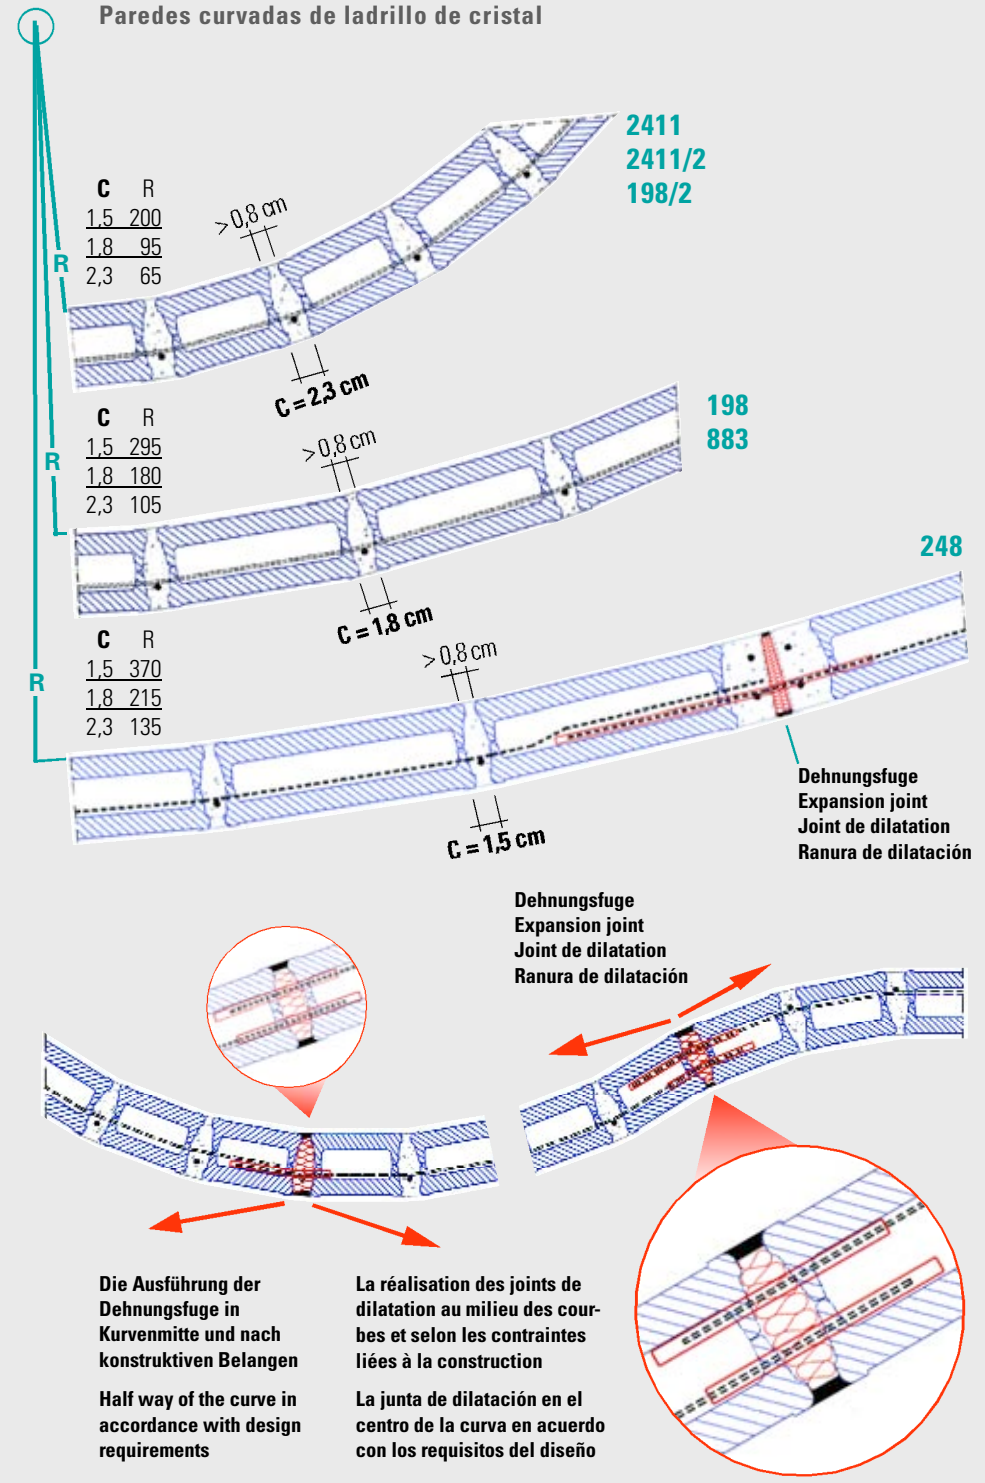 Paredes curvadas de ladrillo de cristal
2411
2411/2
198/2
C R
1,5 200
1,8 95
2,3 65
> 0,8 cm
R
C = 2,3 cm
198
883
C R
1,5 295
1,8 180
2,3 105
> 0,8 cm
R
C = 1,8 cm
248
C R
1,5 370
1,8 215
2,3 135
> 0,8 cm
R
C = 1,5 cm
Dehnungsfuge
Expansion joint
Joint de dilatation
Ranura de dilatación
Dehnungsfuge
Expansion joint
Joint de dilatation
Ranura de dilatación
Die Ausführung der
Dehnungsfuge in
Kurvenmitte und nach
konstruktiven Belangen
Half way of the curve in
accordance with design
requirements
La réalisation des joints de
dilatation au milieu des cour-
bes et selon les contraintes
liées à la construction
La junta de dilatación en el
centro de la curva en acuerdo
con los requisitos del diseño